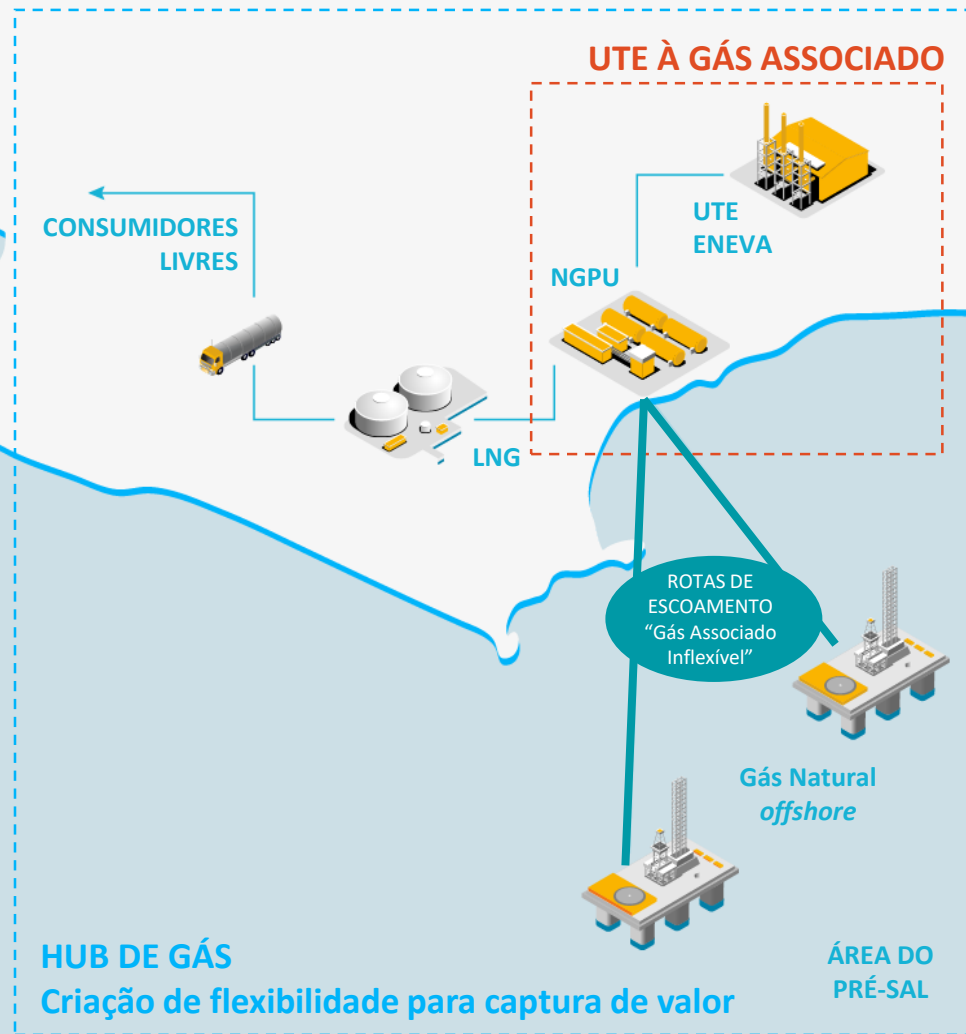 UTE À GÁS ASSOCIADO
CONSUMIDORES
LIVRES
UTE
ENEVA
NGPU
LNG
ROTAS DE
ESCOAMENTO
“Gás Associado
Inflexível”
Gás Natural
offshore
HUB DE GÁS
Criação de flexibilidade para captura de valor
ÁREA DO
PRÉ-SAL